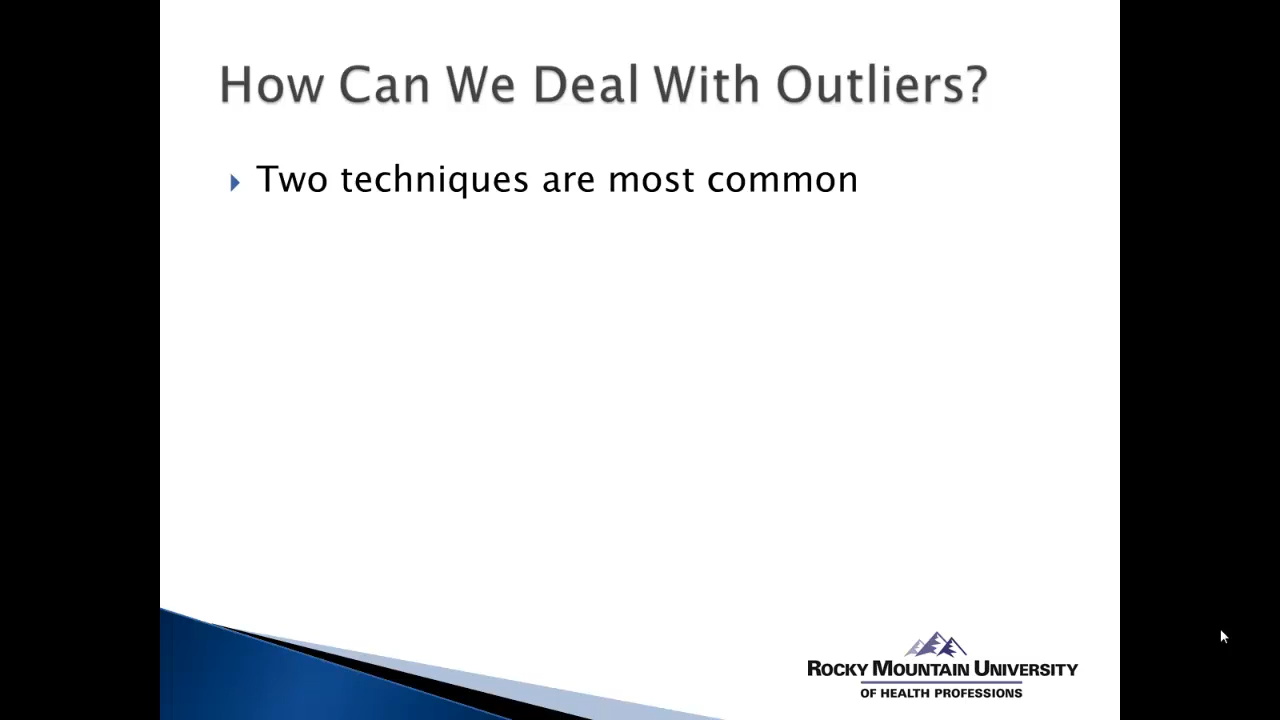 How Can We Deal With Outliers?
Two techniques are most common
ROCKY MOUNTAIN UNIVERSITY
OF HEALTH PROFESSIONS